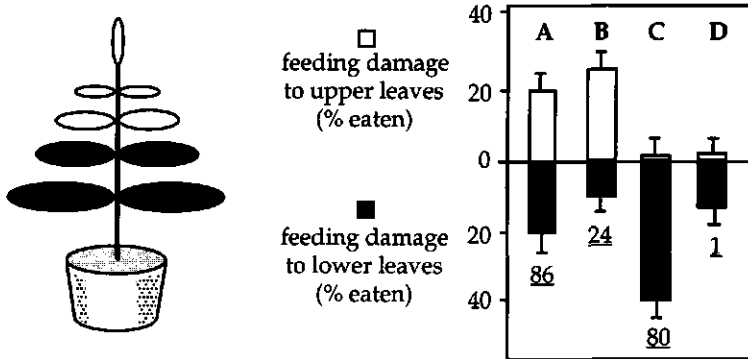 feeding damage
to upper leaves
(% eaten)
feeding damage
to lower leaves
(% eaten)
40
20
0
20
40
A B C D
86
24
80
1